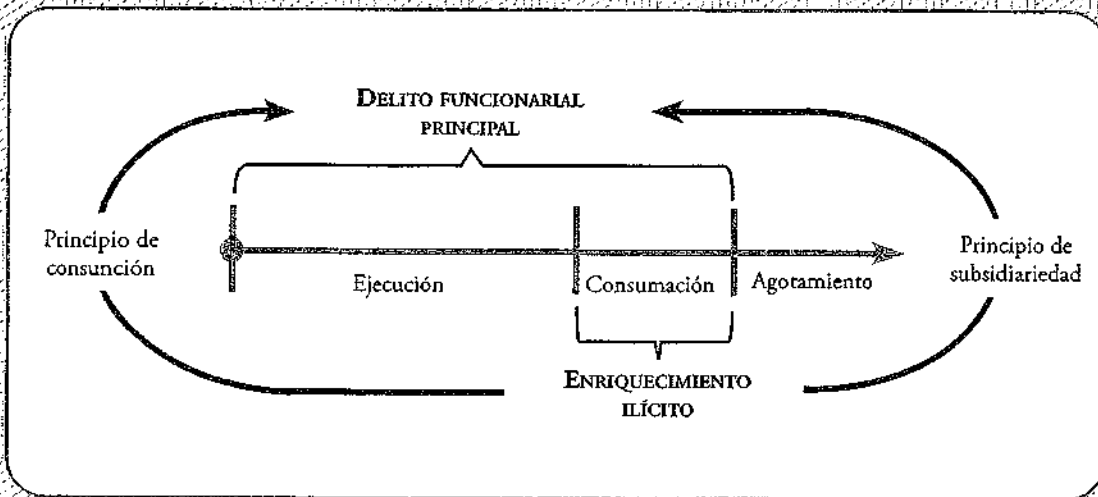 DELITO FUNCIONARIAL
PRINCIPAL
Principio de
consunción
Ejecución
Consumación
Agotamiento
Principio de
subsidiariedad
ENRIQUECIMIENTO
ILÍCITO